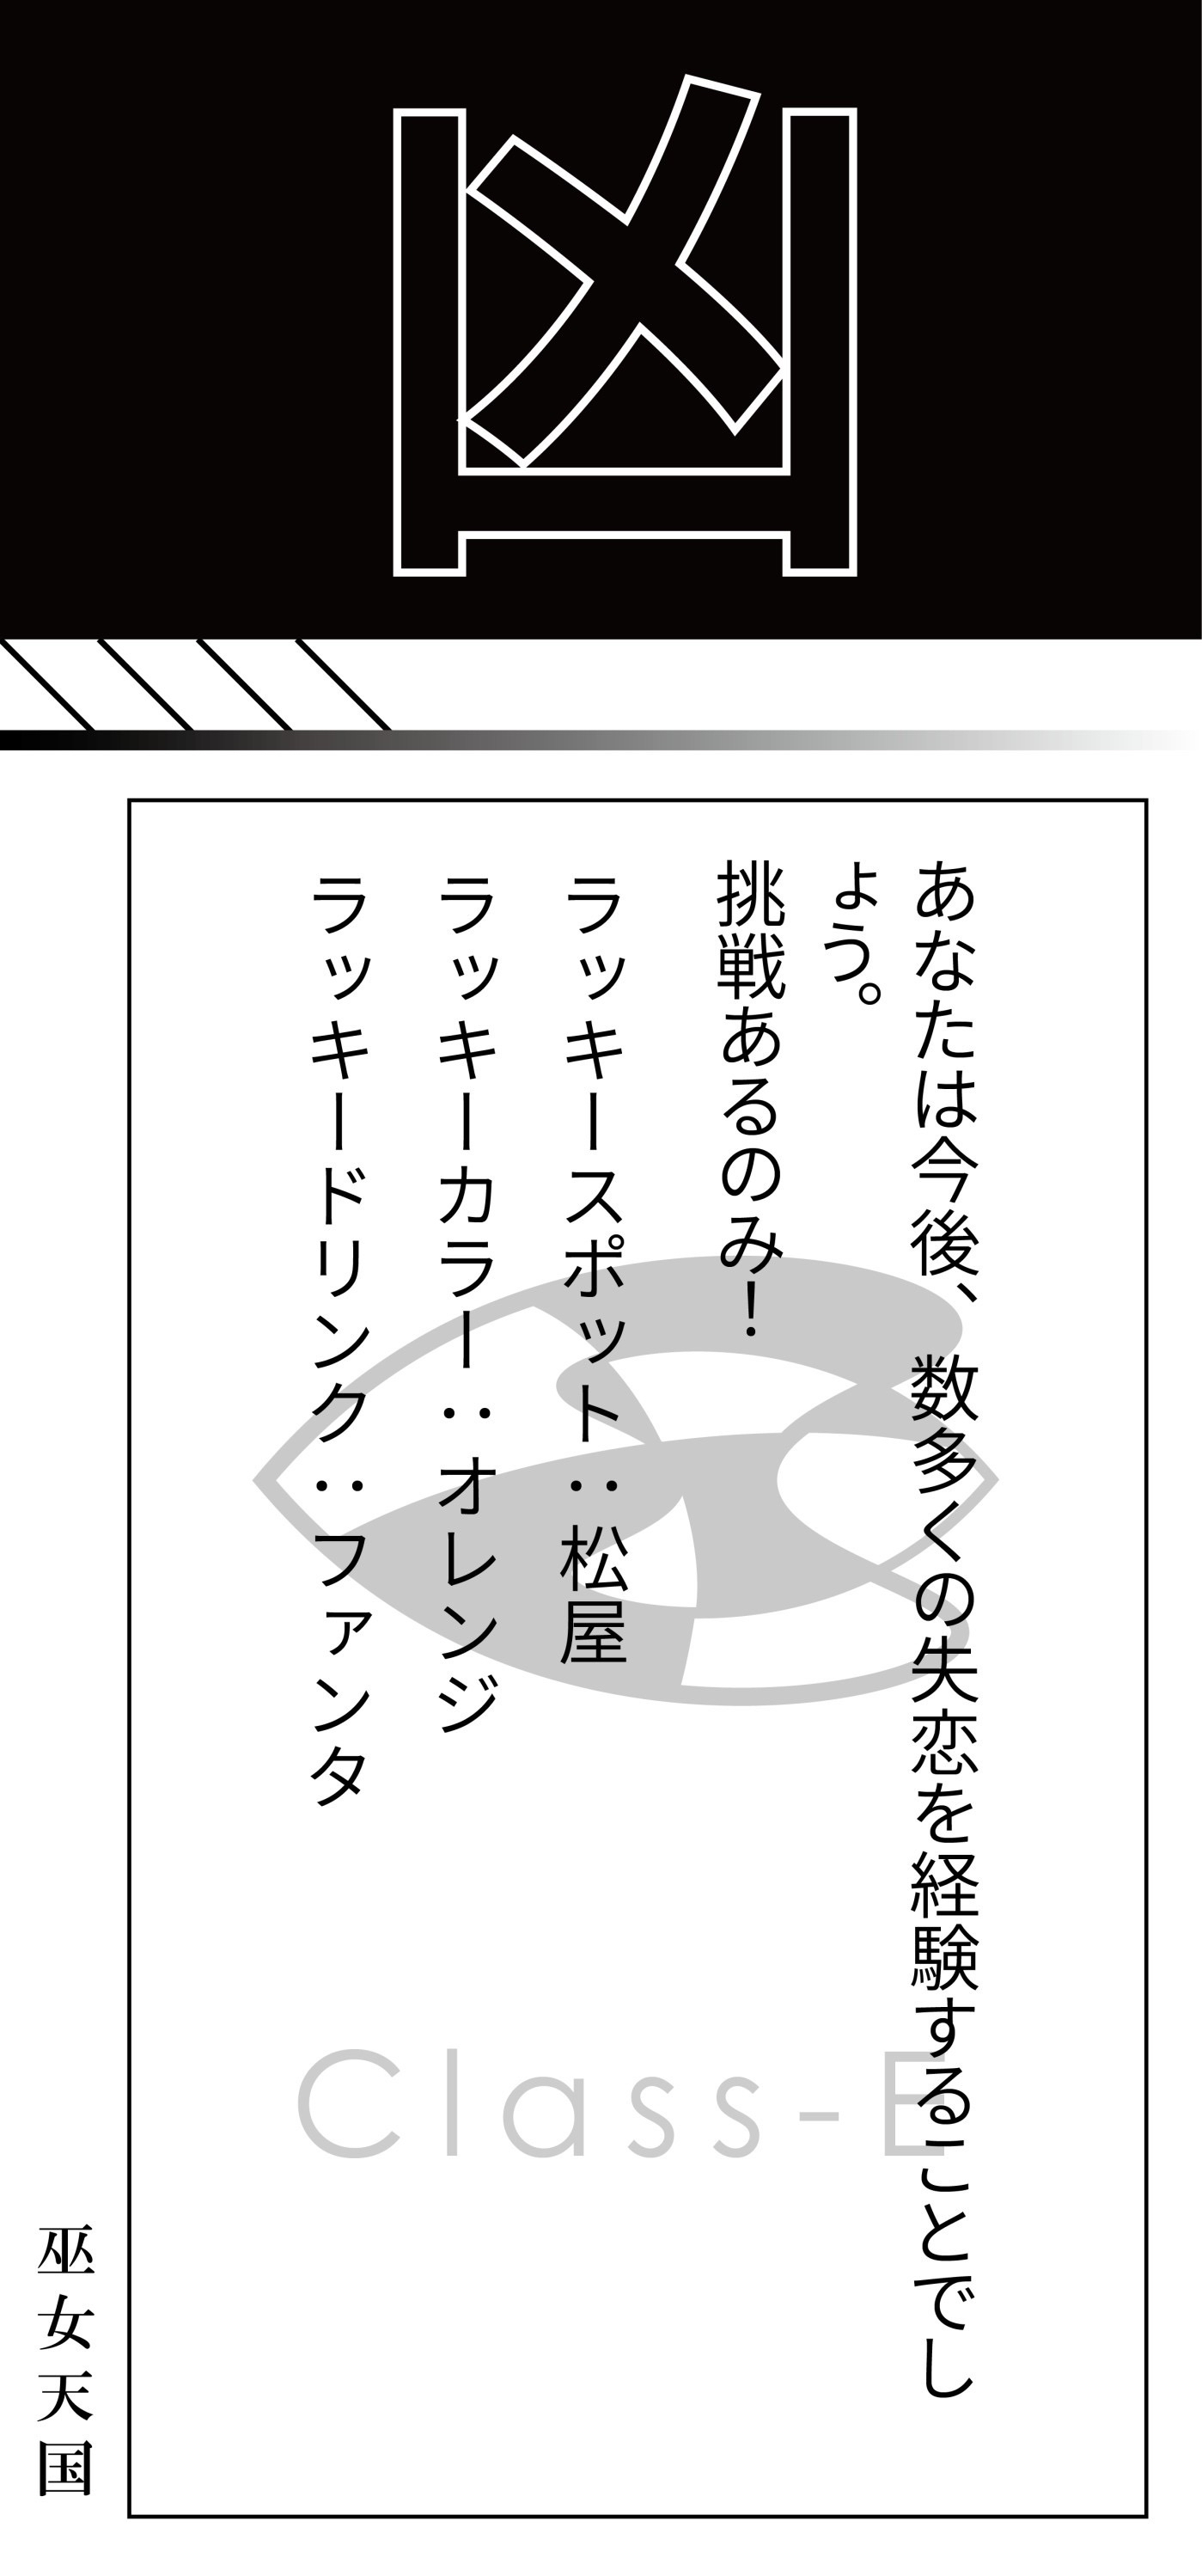 凶
あなたは今後、数多くの失恋を経験することでし
ょう。
挑戦あるのみ！
ラッキースポット：松屋
ラッキーカラー：オレンジ
ラッキードリンク：ファンタ
Class-E
巫女天国